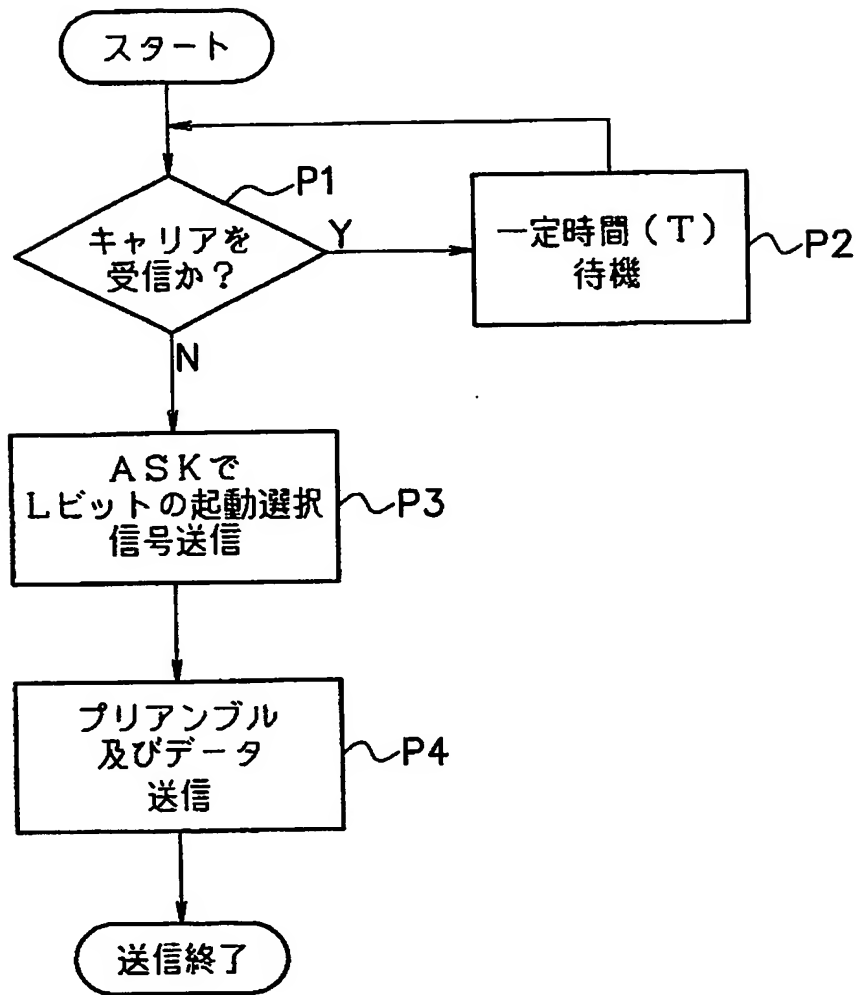 スタート
P1
キャリアを
受信か？
Y
一定時間（T）
待機
P2
N
ASKで
Lビットの起動選択
信号送信
P3
プリアンブル
及びデータ
送信
P4
送信終了